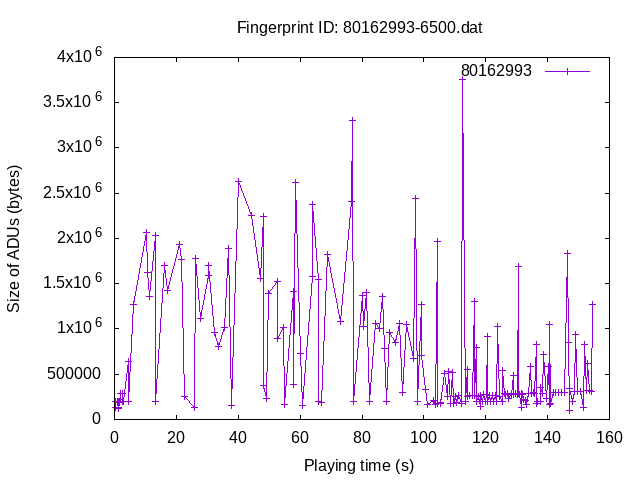 Fingerprint ID: 80162993-6500.dat
4x10^6
80162993
3.5x10^6
3x10^6
2.5x10^6
2x10^6
1.5x10^6
1x10^6
500000
0
Size of ADUs (bytes)
0 20 40 60 80 100 120 140 160
Playing time (s)